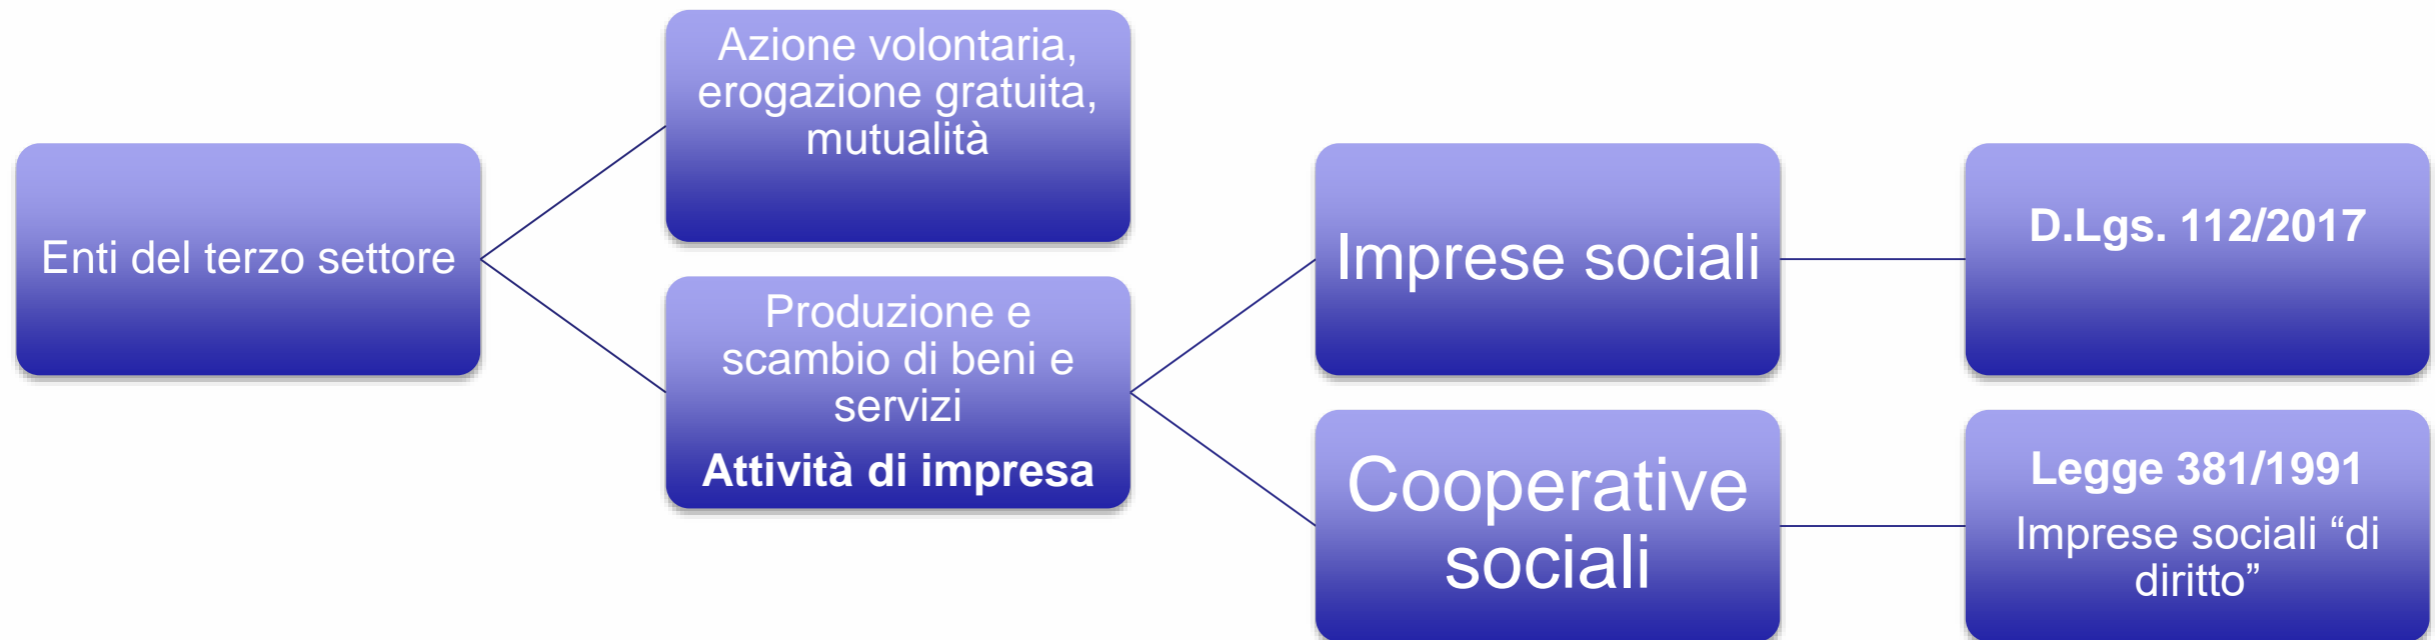 Enti del terzo settore
Azione volontaria,
erogazione gratuita,
mutualità
Produzione e
scambio di beni e
servizi
Attività di impresa
Imprese sociali
Cooperative
sociali
D.Lgs. 112/2017
Legge 381/1991
Imprese sociali “di
diritto”